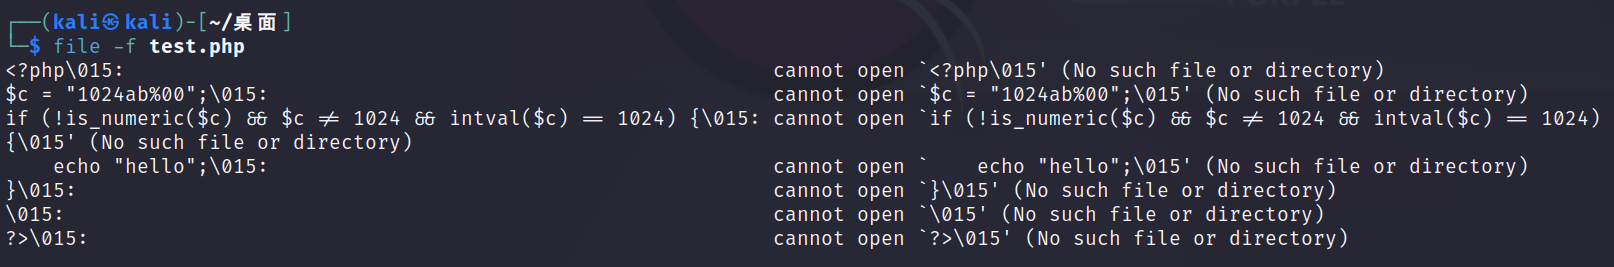 ┌──(kali㉿kali)-[~/桌面]
└─$ file -f test.php
<?php\015:                                                      cannot open `<?php\015' (No such file or directory)
$c = "1024ab%00";\015:                                          cannot open `$c = "1024ab%00";\015' (No such file or directory)
if (!is_numeric($c) && $c != 1024 && intval($c) == 1024) {\015: cannot open `if (!is_numeric($c) && $c != 1024 && intval($c) == 1024)
{\015' (No such file or directory)
    echo "hello";\015:                                          cannot open `    echo "hello";\015' (No such file or directory)
}\015:                                                          cannot open `}\015' (No such file or directory)
\015:                                                           cannot open `\015' (No such file or directory)
?>\015:                                                         cannot open `?>\015' (No such file or directory)